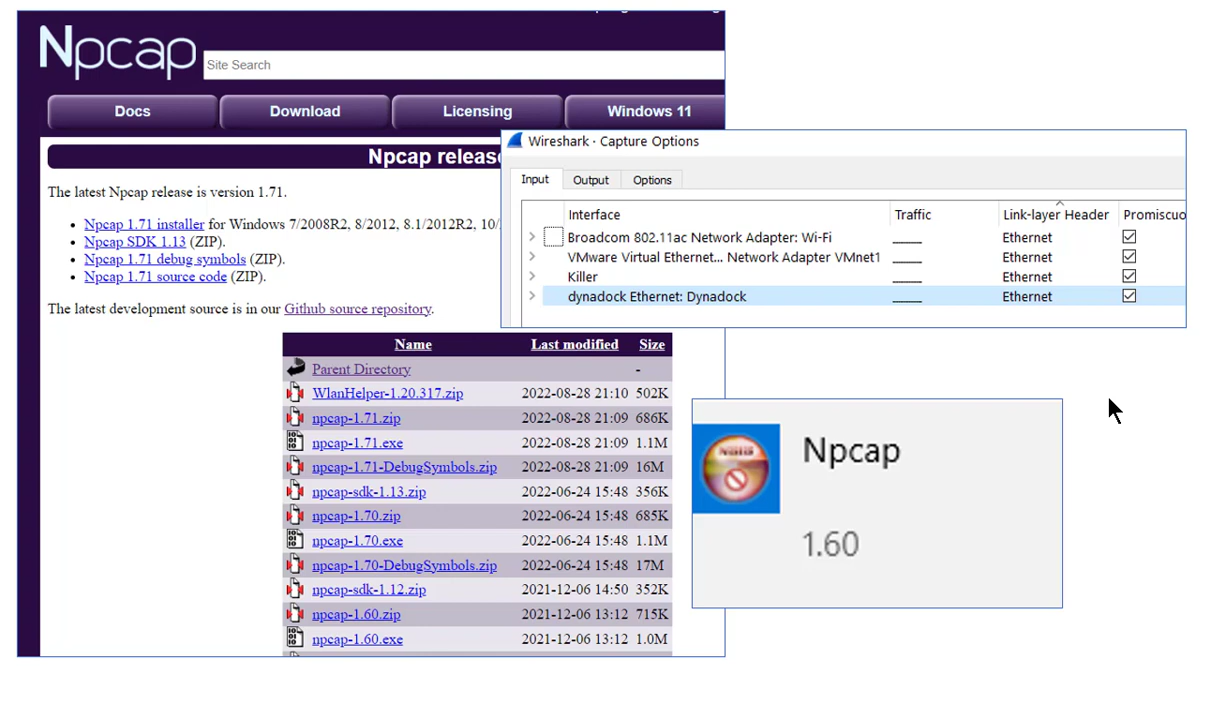 Npcap
Site Search
Docs Download Licensing Windows 11
Npcap releas
The latest Npcap release is version 1.71.
Npcap 1.71 installer for Windows 7/2008R2, 8/2012, 8.1/2012R2, 10/
Npcap SDK 1.13 (ZIP).
Npcap 1.71 debug symbols (ZIP).
Npcap 1.71 source code (ZIP).
The latest development source is in our Github source repository.
Name Last modified Size
Parent Directory -
WlanHelper-1.20.317.zip 2022-08-28 21:10 502K
npcap-1.71.zip 2022-08-28 21:09 686K
npcap-1.71.exe 2022-08-28 21:09 1.1M
npcap-1.71-DebugSymbols.zip 2022-08-28 21:09 16M
npcap-sdk-1.13.zip 2022-06-24 15:48 356K
npcap-1.70.zip 2022-06-24 15:48 685K
npcap-1.70.exe 2022-06-24 15:48 1.1M
npcap-1.70-DebugSymbols.zip 2022-06-24 15:48 17M
npcap-sdk-1.12.zip 2021-12-06 14:50 352K
npcap-1.60.zip 2021-12-06 13:12 715K
npcap-1.60.exe 2021-12-06 13:12 1.0M
Wireshark · Capture Options
Input Output Options
Interface Traffic Link-layer Header Promiscuo
Broadcom 802.11ac Network Adapter: Wi-Fi Ethernet
VMware Virtual Ethernet... Network Adapter VMnet1 Ethernet
Killer Ethernet
dynadock Ethernet: Dynadock Ethernet
Npcap
1.60